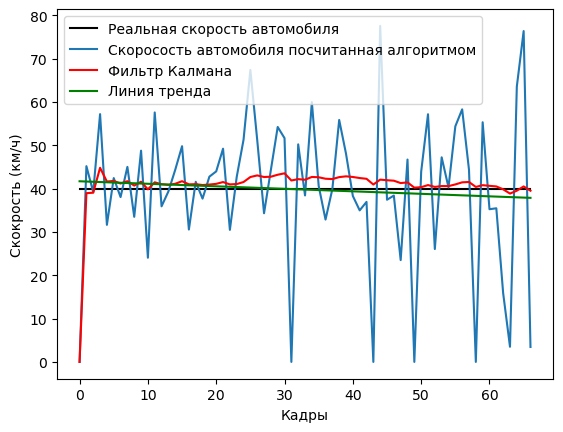 Реальная скорость автомобиля
Скоросость автомобиля посчитанная алгоритмом
Фильтр Калмана
Линия тренда
80
70
60
50
40
30
20
10
0
Скокрость (км/ч)
0 10 20 30 40 50 60
Кадры